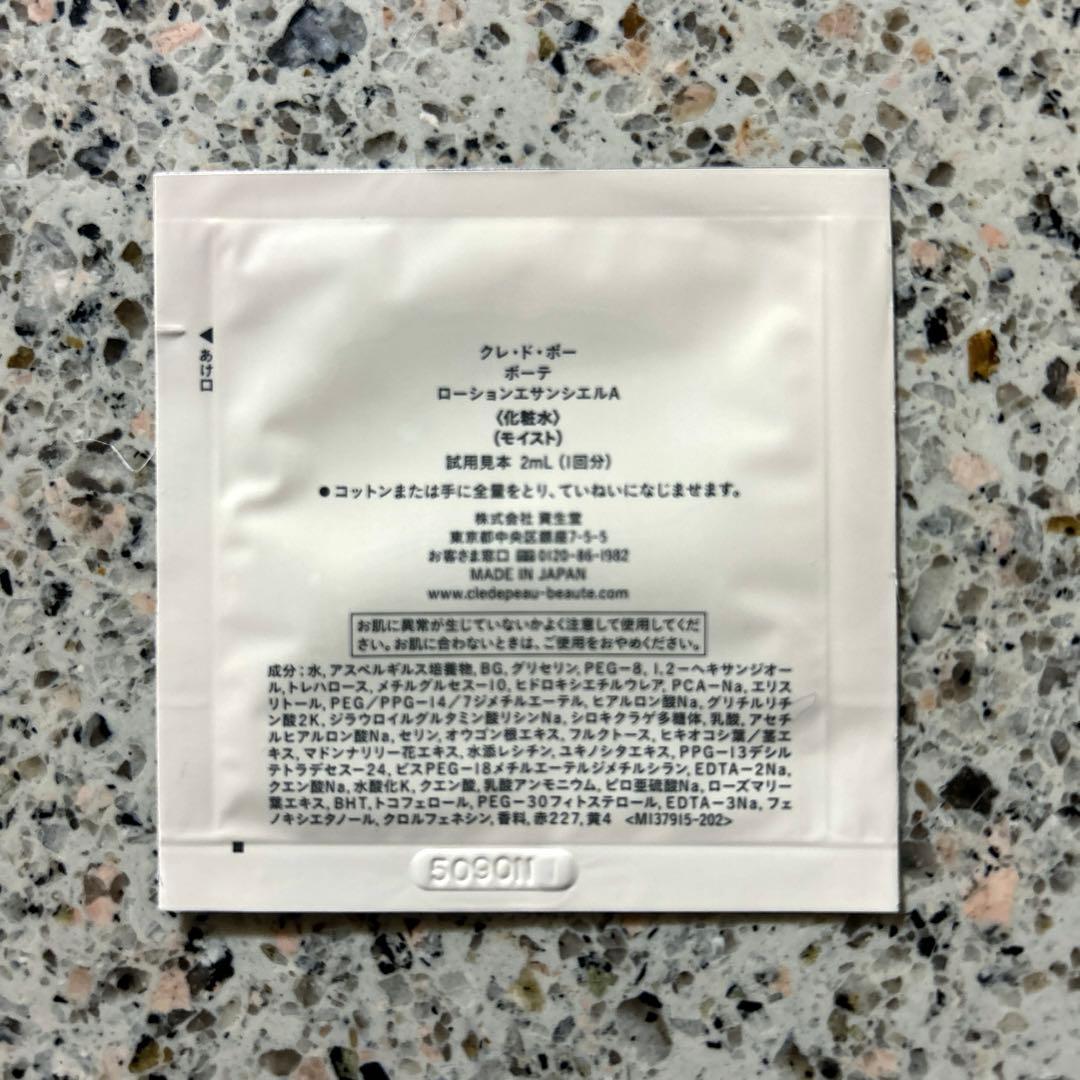 ◀あけ口
クレ・ド・ポー
ボーテ
ローションエサンシエルA
〈化粧水〉
(モイスト)
試用見本 2mL (1回分)
●コットンまたは手に全量をとり、ていねいになじませます。
株式会社 資生堂
東京都中央区銀座7-5-5
お客さま窓口 0120-86-1982
MADE IN JAPAN
www.cledepeau-beaute.com
お肌に異常が生じていないかよく注意して使用してくだ
さい。お肌に合わないときは、ご使用をおやめください。
成分:水, アスペルギルス培養物, BG, グリセリン, PEG-8, 1,2-ヘキサンジオー
ル, トレハロース, メチルグルセス-10, ヒドロキシエチルウレア, PCA-Na, エリス
リトール, PEG/PPG-14/7ジメチルエーテル, ヒアルロン酸Na, グリチルリチ
ン酸2K, ジラウロイルグルタミン酸リシンNa, シロキクラゲ多糖体, 乳酸, アセチ
ルヒアルロン酸Na, セリン, オウゴン根エキス, フルクトース, ヒキオコシ葉/茎エ
キス, マドンナリリー花エキス, 水添レシチン, ユキノシタエキス, PPG-13デシル
テトラデセス-24, ビスPEG-18メチルエーテルジメチルシラン, EDTA-2Na,
クエン酸Na, 水酸化K, クエン酸, 乳酸アンモニウム, ピロ亜硫酸Na, ローズマリー
葉エキス, BHT, トコフェロール, PEG-30フィトステロール, EDTA-3Na, フェ
ノキシエタノール, クロルフェネシン, 香料, 赤227, 黄4 <M137915-202>
5090II